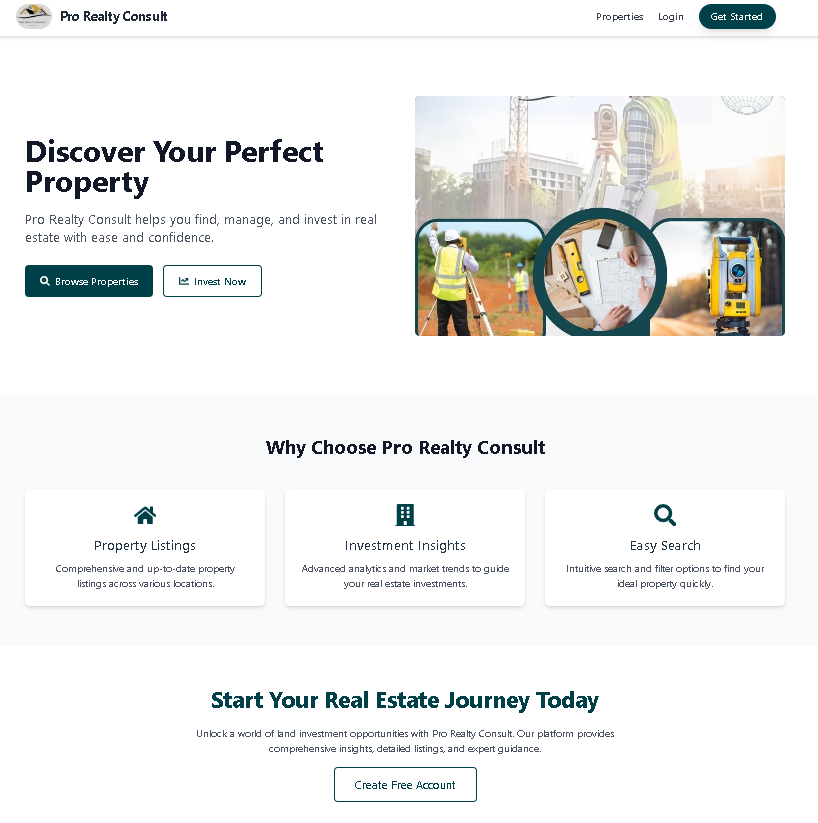 Pro Realty Consult
Properties
Login
Get Started
Discover Your Perfect
Property
Pro Realty Consult helps you find, manage, and invest in real
estate with ease and confidence.
Browse Properties
Invest Now
Why Choose Pro Realty Consult
Property Listings
Comprehensive and up-to-date property
listings across various locations.
Investment Insights
Advanced analytics and market trends to guide
your real estate investments.
Easy Search
Intuitive search and filter options to find your
ideal property quickly.
Start Your Real Estate Journey Today
Unlock a world of land investment opportunities with Pro Realty Consult. Our platform provides
comprehensive insights, detailed listings, and expert guidance.
Create Free Account